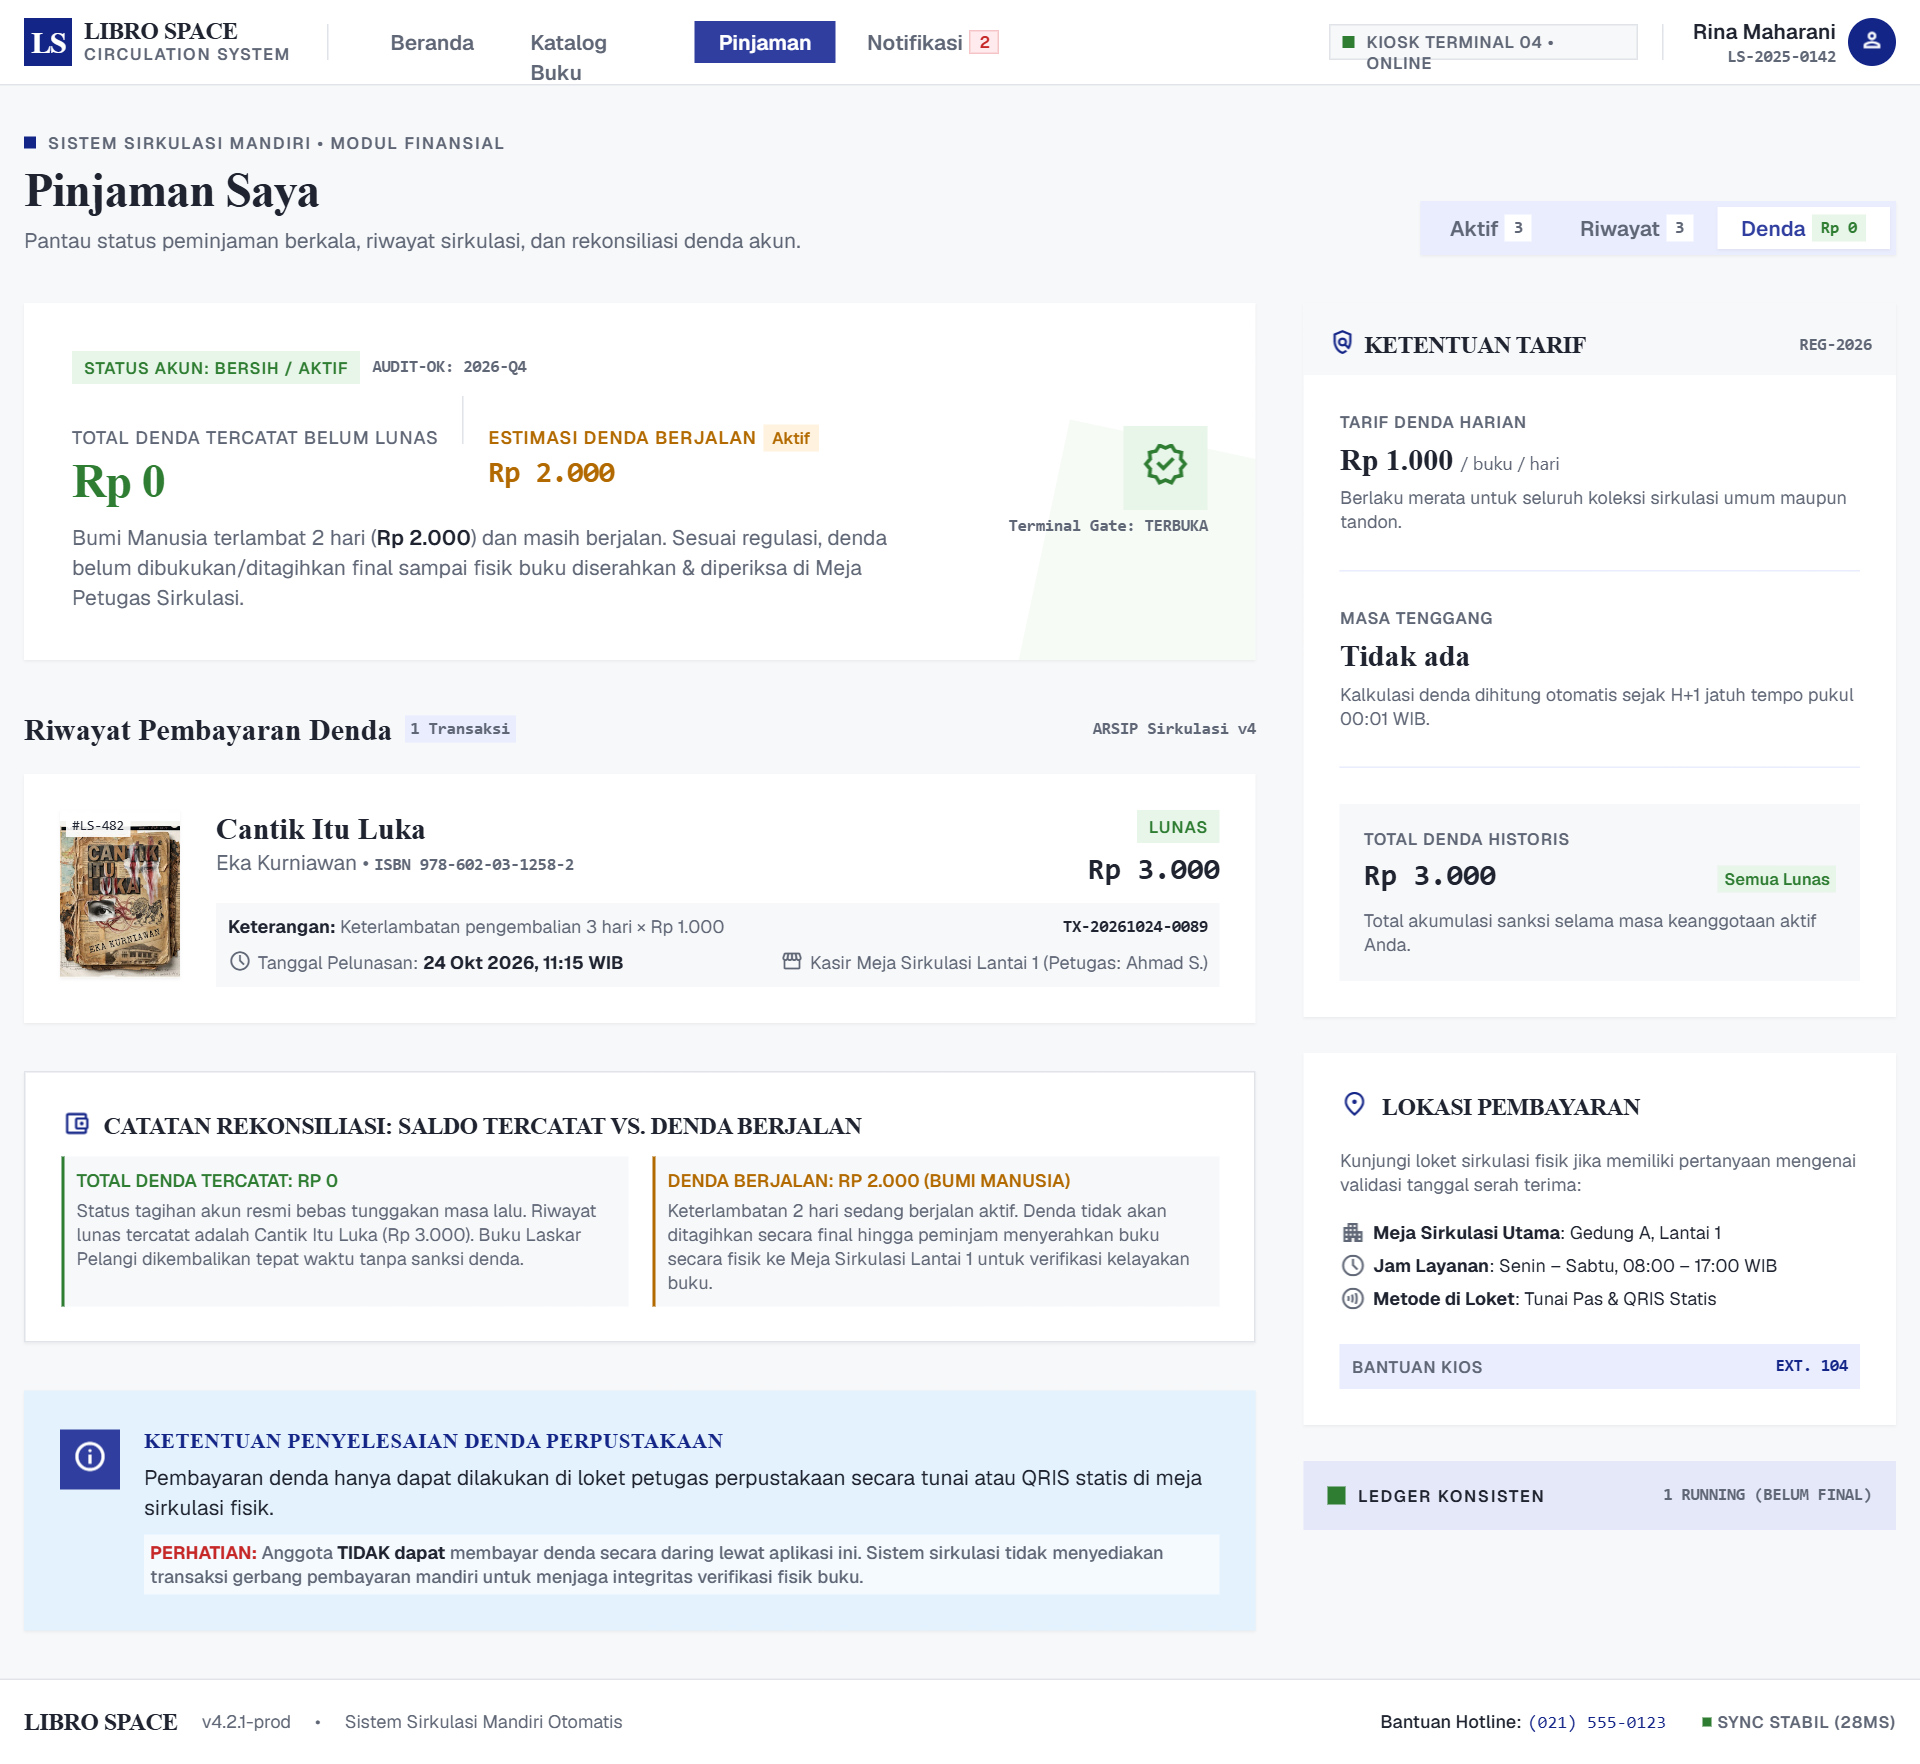 LS LIBRO SPACE
CIRCULATION SYSTEM
Beranda
Katalog Buku
Pinjaman
Notifikasi 2
KIOSK TERMINAL 04 • ONLINE
Rina Maharani
LS-2025-0142
SISTEM SIRKULASI MANDIRI • MODUL FINANSIAL
Pinjaman Saya
Pantau status peminjaman berkala, riwayat sirkulasi, dan rekonsiliasi denda akun.
Aktif 3
Riwayat 3
Denda Rp 0
STATUS AKUN: BERSIH / AKTIF
AUDIT-OK: 2026-Q4
TOTAL DENDA TERCATAT BELUM LUNAS
Rp 0
ESTIMASI DENDA BERJALAN Aktif
Rp 2.000
Bumi Manusia terlambat 2 hari (Rp 2.000) dan masih berjalan. Sesuai regulasi, denda
belum dibukukan/ditagihkan final sampai fisik buku diserahkan & diperiksa di Meja
Petugas Sirkulasi.
Terminal Gate: TERBUKA
Riwayat Pembayaran Denda 1 Transaksi
ARSIP Sirkulasi v4
#LS-482
CANTIK
ITU
LUKA
EKA KURNIAWAN
Cantik Itu Luka
Eka Kurniawan • ISBN 978-602-03-1258-2
LUNAS
Rp 3.000
Keterangan: Keterlambatan pengembalian 3 hari × Rp 1.000
TX-20261024-0089
Tanggal Pelunasan: 24 Okt 2026, 11:15 WIB
Kasir Meja Sirkulasi Lantai 1 (Petugas: Ahmad S.)
CATATAN REKONSILIASI: SALDO TERCATAT VS. DENDA BERJALAN
TOTAL DENDA TERCATAT: RP 0
Status tagihan akun resmi bebas tunggakan masa lalu. Riwayat
lunas tercatat adalah Cantik Itu Luka (Rp 3.000). Buku Laskar
Pelangi dikembalikan tepat waktu tanpa sanksi denda.
DENDA BERJALAN: RP 2.000 (BUMI MANUSIA)
Keterlambatan 2 hari sedang berjalan aktif. Denda tidak akan
ditagihkan secara final hingga peminjam menyerahkan buku
secara fisik ke Meja Sirkulasi Lantai 1 untuk verifikasi kelayakan
buku.
KETENTUAN PENYELESAIAN DENDA PERPUSTAKAAN
Pembayaran denda hanya dapat dilakukan di loket petugas perpustakaan secara tunai atau QRIS statis di meja
sirkulasi fisik.
PERHATIAN: Anggota TIDAK dapat membayar denda secara daring lewat aplikasi ini. Sistem sirkulasi tidak menyediakan
transaksi gerbang pembayaran mandiri untuk menjaga integritas verifikasi fisik buku.
KETENTUAN TARIF
REG-2026
TARIF DENDA HARIAN
Rp 1.000 / buku / hari
Berlaku merata untuk seluruh koleksi sirkulasi umum maupun
tandon.
MASA TENGGANG
Tidak ada
Kalkulasi denda dihitung otomatis sejak H+1 jatuh tempo pukul
00:01 WIB.
TOTAL DENDA HISTORIS
Rp 3.000
Semua Lunas
Total akumulasi sanksi selama masa keanggotaan aktif
Anda.
LOKASI PEMBAYARAN
Kunjungi loket sirkulasi fisik jika memiliki pertanyaan mengenai
validasi tanggal serah terima:
Meja Sirkulasi Utama: Gedung A, Lantai 1
Jam Layanan: Senin – Sabtu, 08:00 – 17:00 WIB
Metode di Loket: Tunai Pas & QRIS Statis
BANTUAN KIOS
EXT. 104
LEDGER KONSISTEN
1 RUNNING (BELUM FINAL)
LIBRO SPACE
v4.2.1-prod
•
Sistem Sirkulasi Mandiri Otomatis
Bantuan Hotline: (021) 555-0123
SYNC STABIL (28MS)